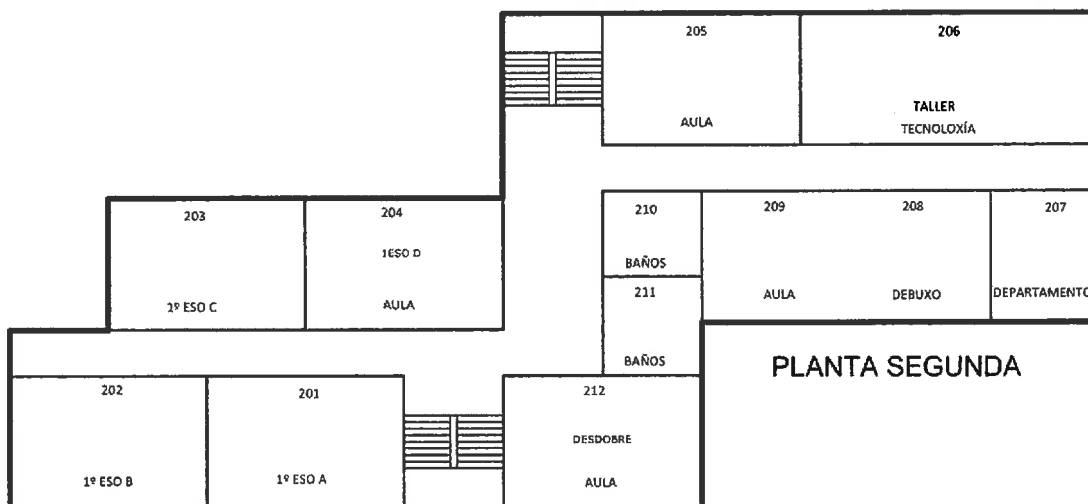 205
AULA
206
TALLER
TECNOLOXÍA
203
1º ESO C
204
1ESO D
AULA
210
BAÑOS
211
BAÑOS
209
AULA
208
DEBUXO
207
DEPARTAMENTO
PLANTA SEGUNDA
202
1º ESO B
201
1º ESO A
212
DESDOBRE
AULA